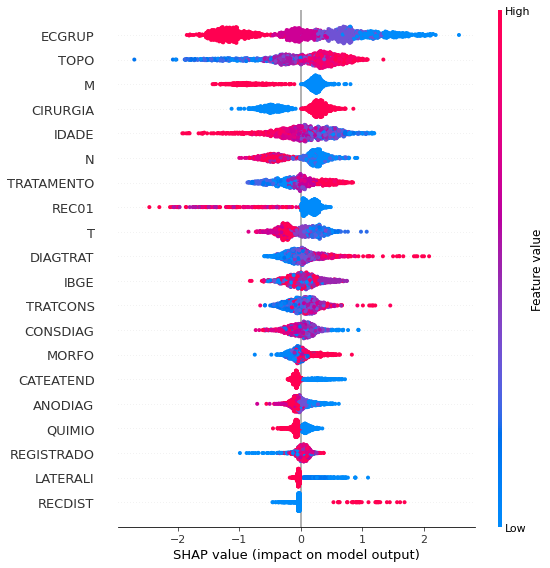 High
ECGRUP
TOPO
M
CIRURGIA
IDADE
N
TRATAMENTO
REC01
T
DIAGTRAT
IBGE
TRATCONS
CONSDIAG
MORFO
CATEATEND
ANODIAG
QUIMIO
REGISTRADO
LATERALI
RECDIST
Feature value
Low
−2 −1 0 1 2
SHAP value (impact on model output)